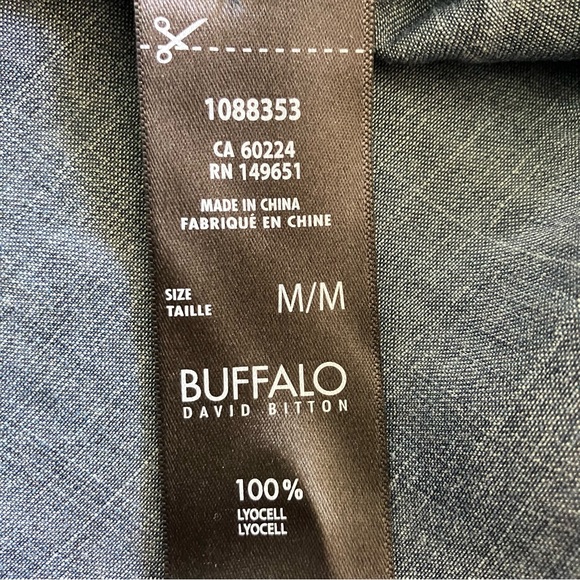 1088353
CA 60224
RN 149651
MADE IN CHINA
FABRIQUÉ EN CHINE
SIZE M/M
TAILLE
BUFFALO
DAVID BITTON
100%
LYOCELL
LYOCELL